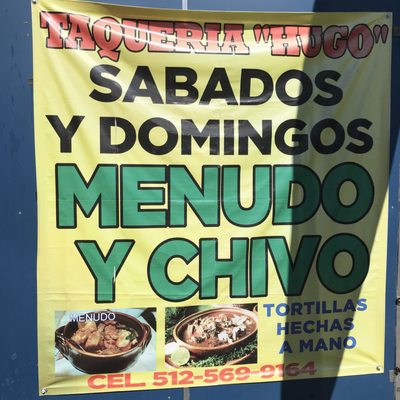 TAQUERIA "HUGO"
SABADOS
Y DOMINGOS
MENUDO
Y CHIVO
MENUDO
TORTILLAS
HECHAS
A MANO
CEL. 512-569-9164